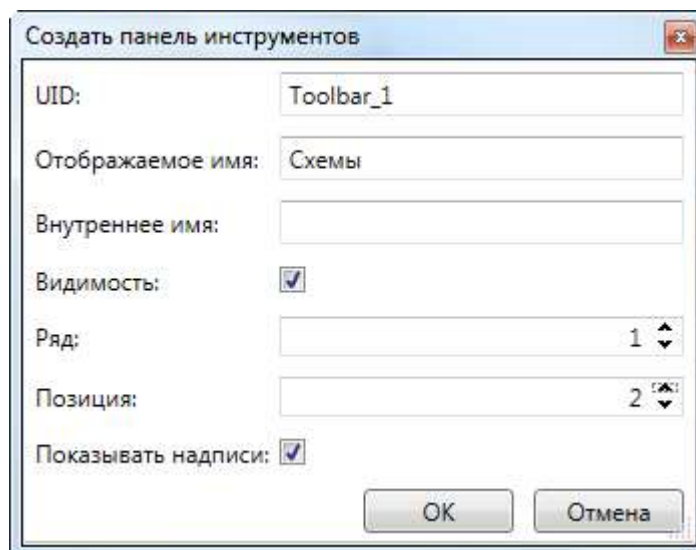 Создать панель инструментов
UID: Toolbar_1
Отображаемое имя: Схемы
Внутреннее имя:
Видимость:
Ряд: 1
Позиция: 2
Показывать надписи:
OK Отмена